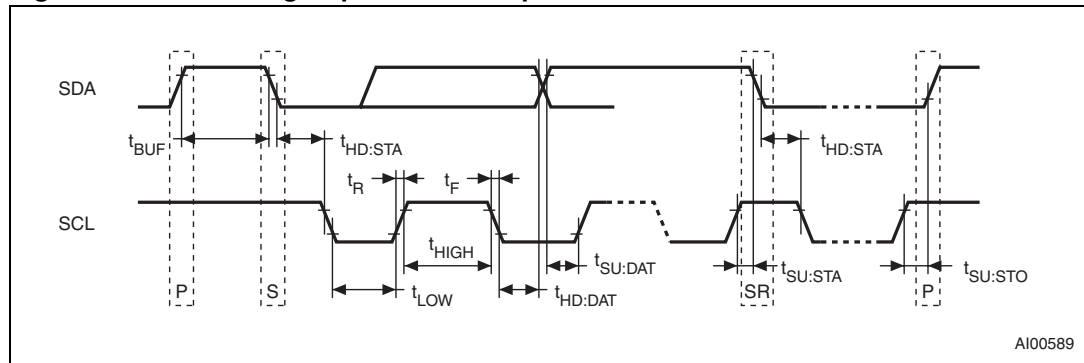 SDA
tBUF
tHD:STA
tHD:STA
tR
tF
SCL
tHIGH
tSU:DAT
tSU:STA
tSU:STO
tLOW
tHD:DAT
P
S
SR
P
AI00589